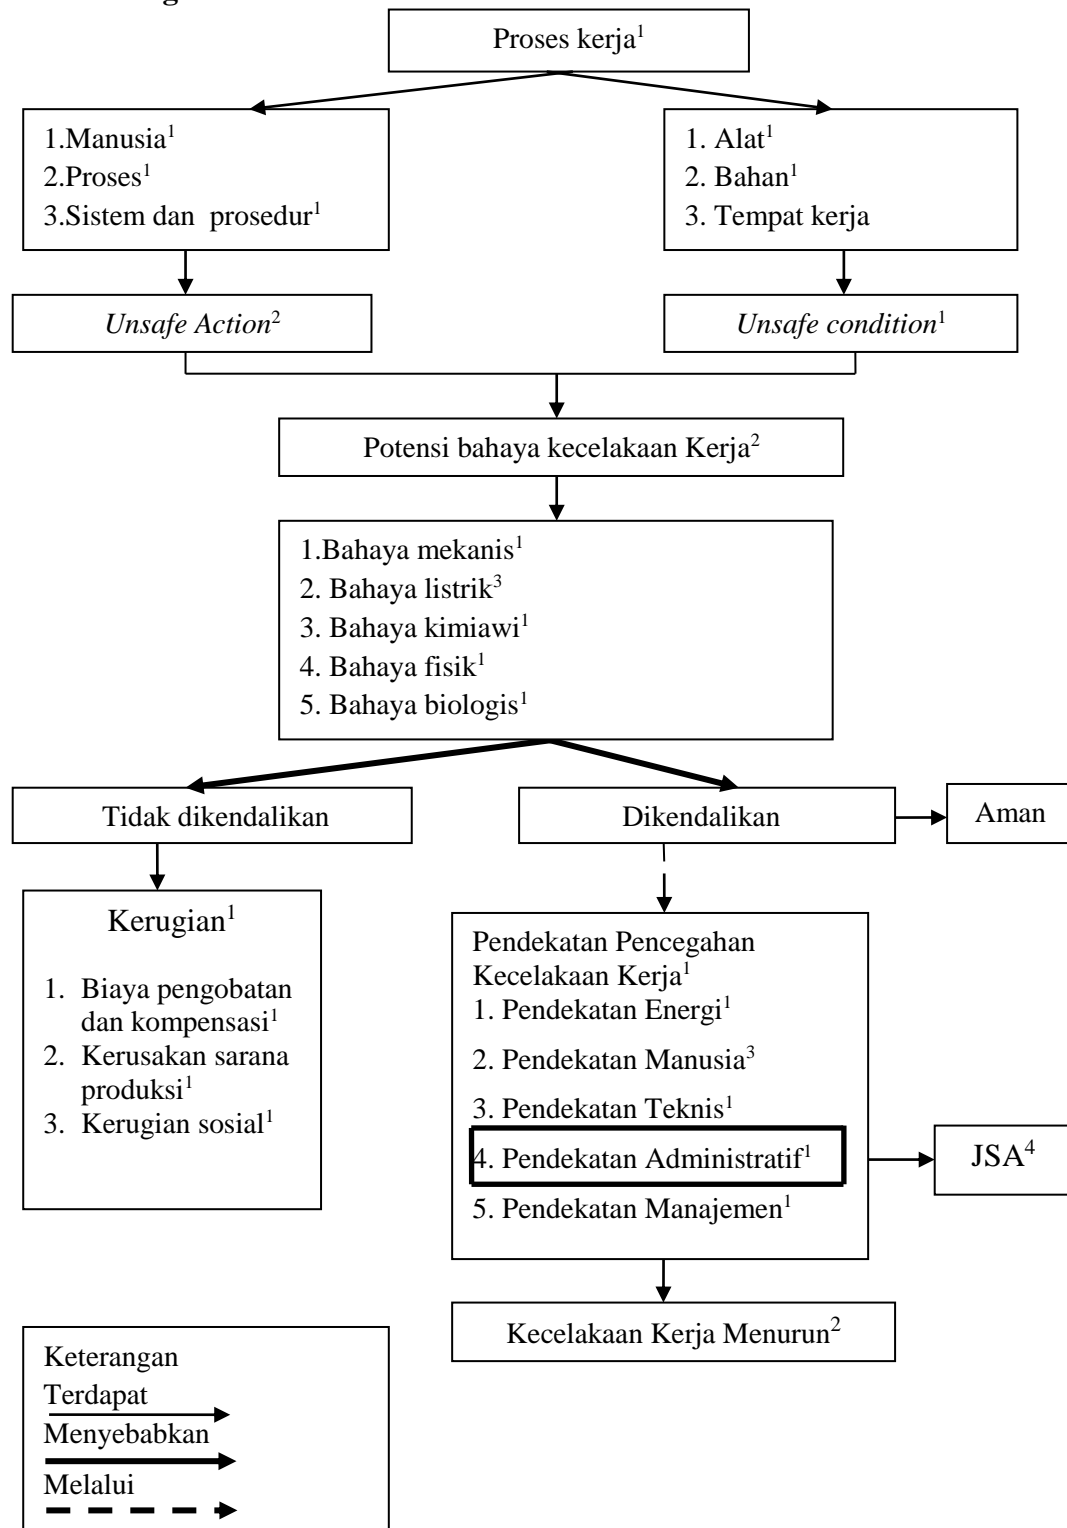 Proses kerja¹
1.Manusia¹
2.Proses¹
3.Sistem dan prosedur¹
1. Alat¹
2. Bahan¹
3. Tempat kerja
Unsafe Action²
Unsafe condition¹
Potensi bahaya kecelakaan Kerja²
1.Bahaya mekanis¹
2. Bahaya listrik³
3. Bahaya kimiawi¹
4. Bahaya fisik¹
5. Bahaya biologis¹
Tidak dikendalikan
Dikendalikan
Aman
Kerugian¹
1. Biaya pengobatan
dan kompensasi¹
2. Kerusakan sarana
produksi¹
3. Kerugian sosial¹
Pendekatan Pencegahan
Kecelakaan Kerja¹
1. Pendekatan Energi¹
2. Pendekatan Manusia³
3. Pendekatan Teknis¹
4. Pendekatan Administratif¹
5. Pendekatan Manajemen¹
JSA⁴
Kecelakaan Kerja Menurun²
Keterangan
Terdapat
Menyebabkan
Melalui